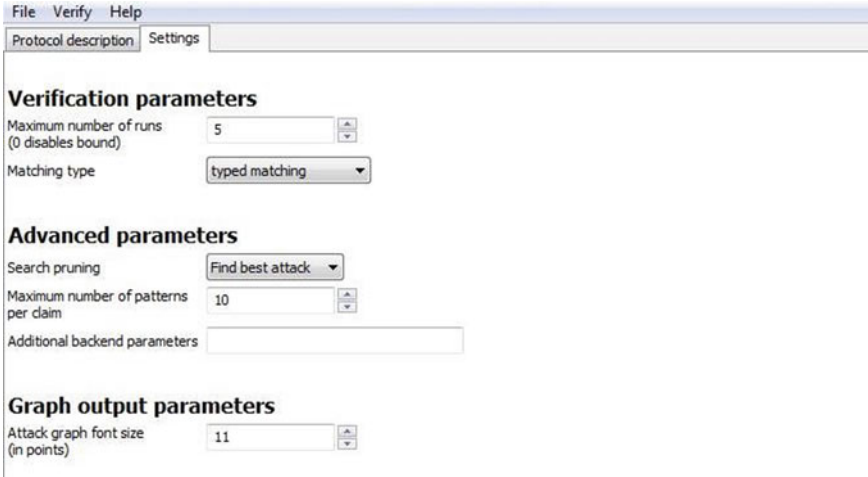 File Verify Help
Protocol description Settings
Verification parameters
Maximum number of runs 5
(0 disables bound)
Matching type typed matching
Advanced parameters
Search pruning Find best attack
Maximum number of patterns 10
per claim
Additional backend parameters
Graph output parameters
Attack graph font size 11
(in points)